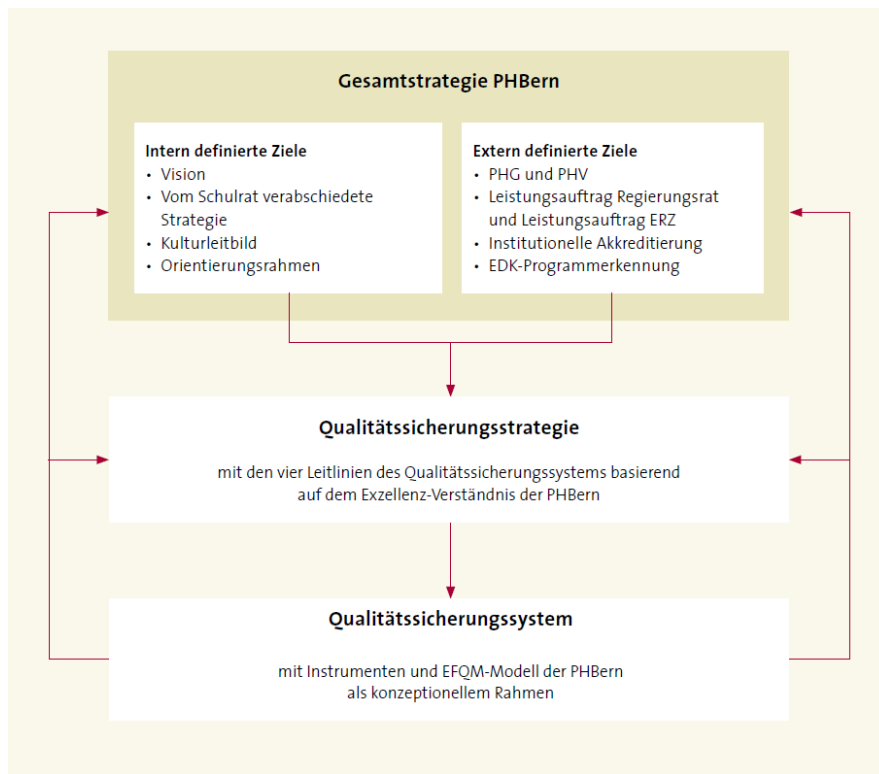 Gesamtstrategie PHBern
Intern definierte Ziele
• Vision
• Vom Schulrat verabschiedete
Strategie
• Kulturleitbild
• Orientierungsrahmen
Extern definierte Ziele
• PHG und PHV
• Leistungsauftrag Regierungsrat
und Leistungsauftrag ERZ
• Institutionelle Akkreditierung
• EDK-Programmerkennung
Qualitätssicherungsstrategie
mit den vier Leitlinien des Qualitätssicherungssystems basierend
auf dem Exzellenz-Verständnis der PHBern
Qualitätssicherungssystem
mit Instrumenten und EFQM-Modell der PHBern
als konzeptionellem Rahmen